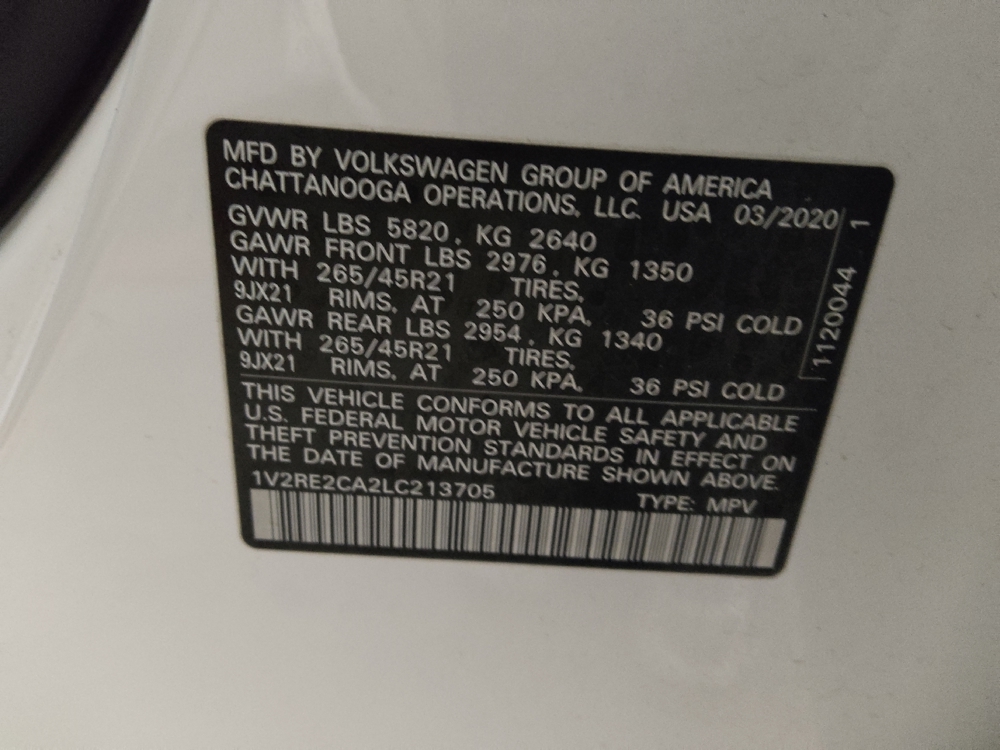 MFD BY VOLKSWAGEN GROUP OF AMERICA
CHATTANOOGA OPERATIONS, LLC. USA 03/2020
GVWR LBS 5820, KG 2640
GAWR FRONT LBS 2976, KG 1350
WITH 265/45R21 TIRES,
9JX21 RIMS, AT 250 KPA, 36 PSI COLD
GAWR REAR LBS 2954, KG 1340
WITH 265/45R21 TIRES,
9JX21 RIMS, AT 250 KPA, 36 PSI COLD
1120044 1
THIS VEHICLE CONFORMS TO ALL APPLICABLE
U.S. FEDERAL MOTOR VEHICLE SAFETY AND
THEFT PREVENTION STANDARDS IN EFFECT ON
THE DATE OF MANUFACTURE SHOWN ABOVE.
1V2RE2CA2LC213705 TYPE: MPV